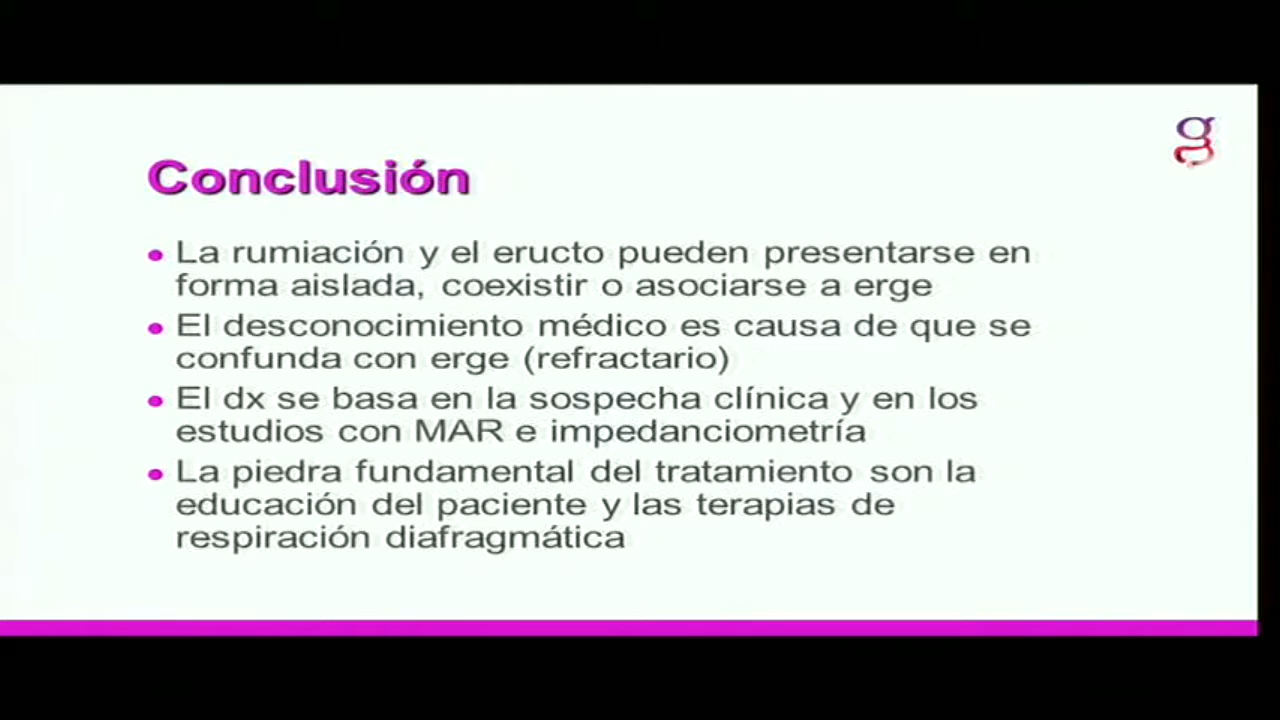 Conclusión
La rumiación y el eructo pueden presentarse en
forma aislada, coexistir o asociarse a erge
El desconocimiento médico es causa de que se
confunda con erge (refractario)
El dx se basa en la sospecha clínica y en los
estudios con MAR e impedanciometría
La piedra fundamental del tratamiento son la
educación del paciente y las terapias de
respiración diafragmática